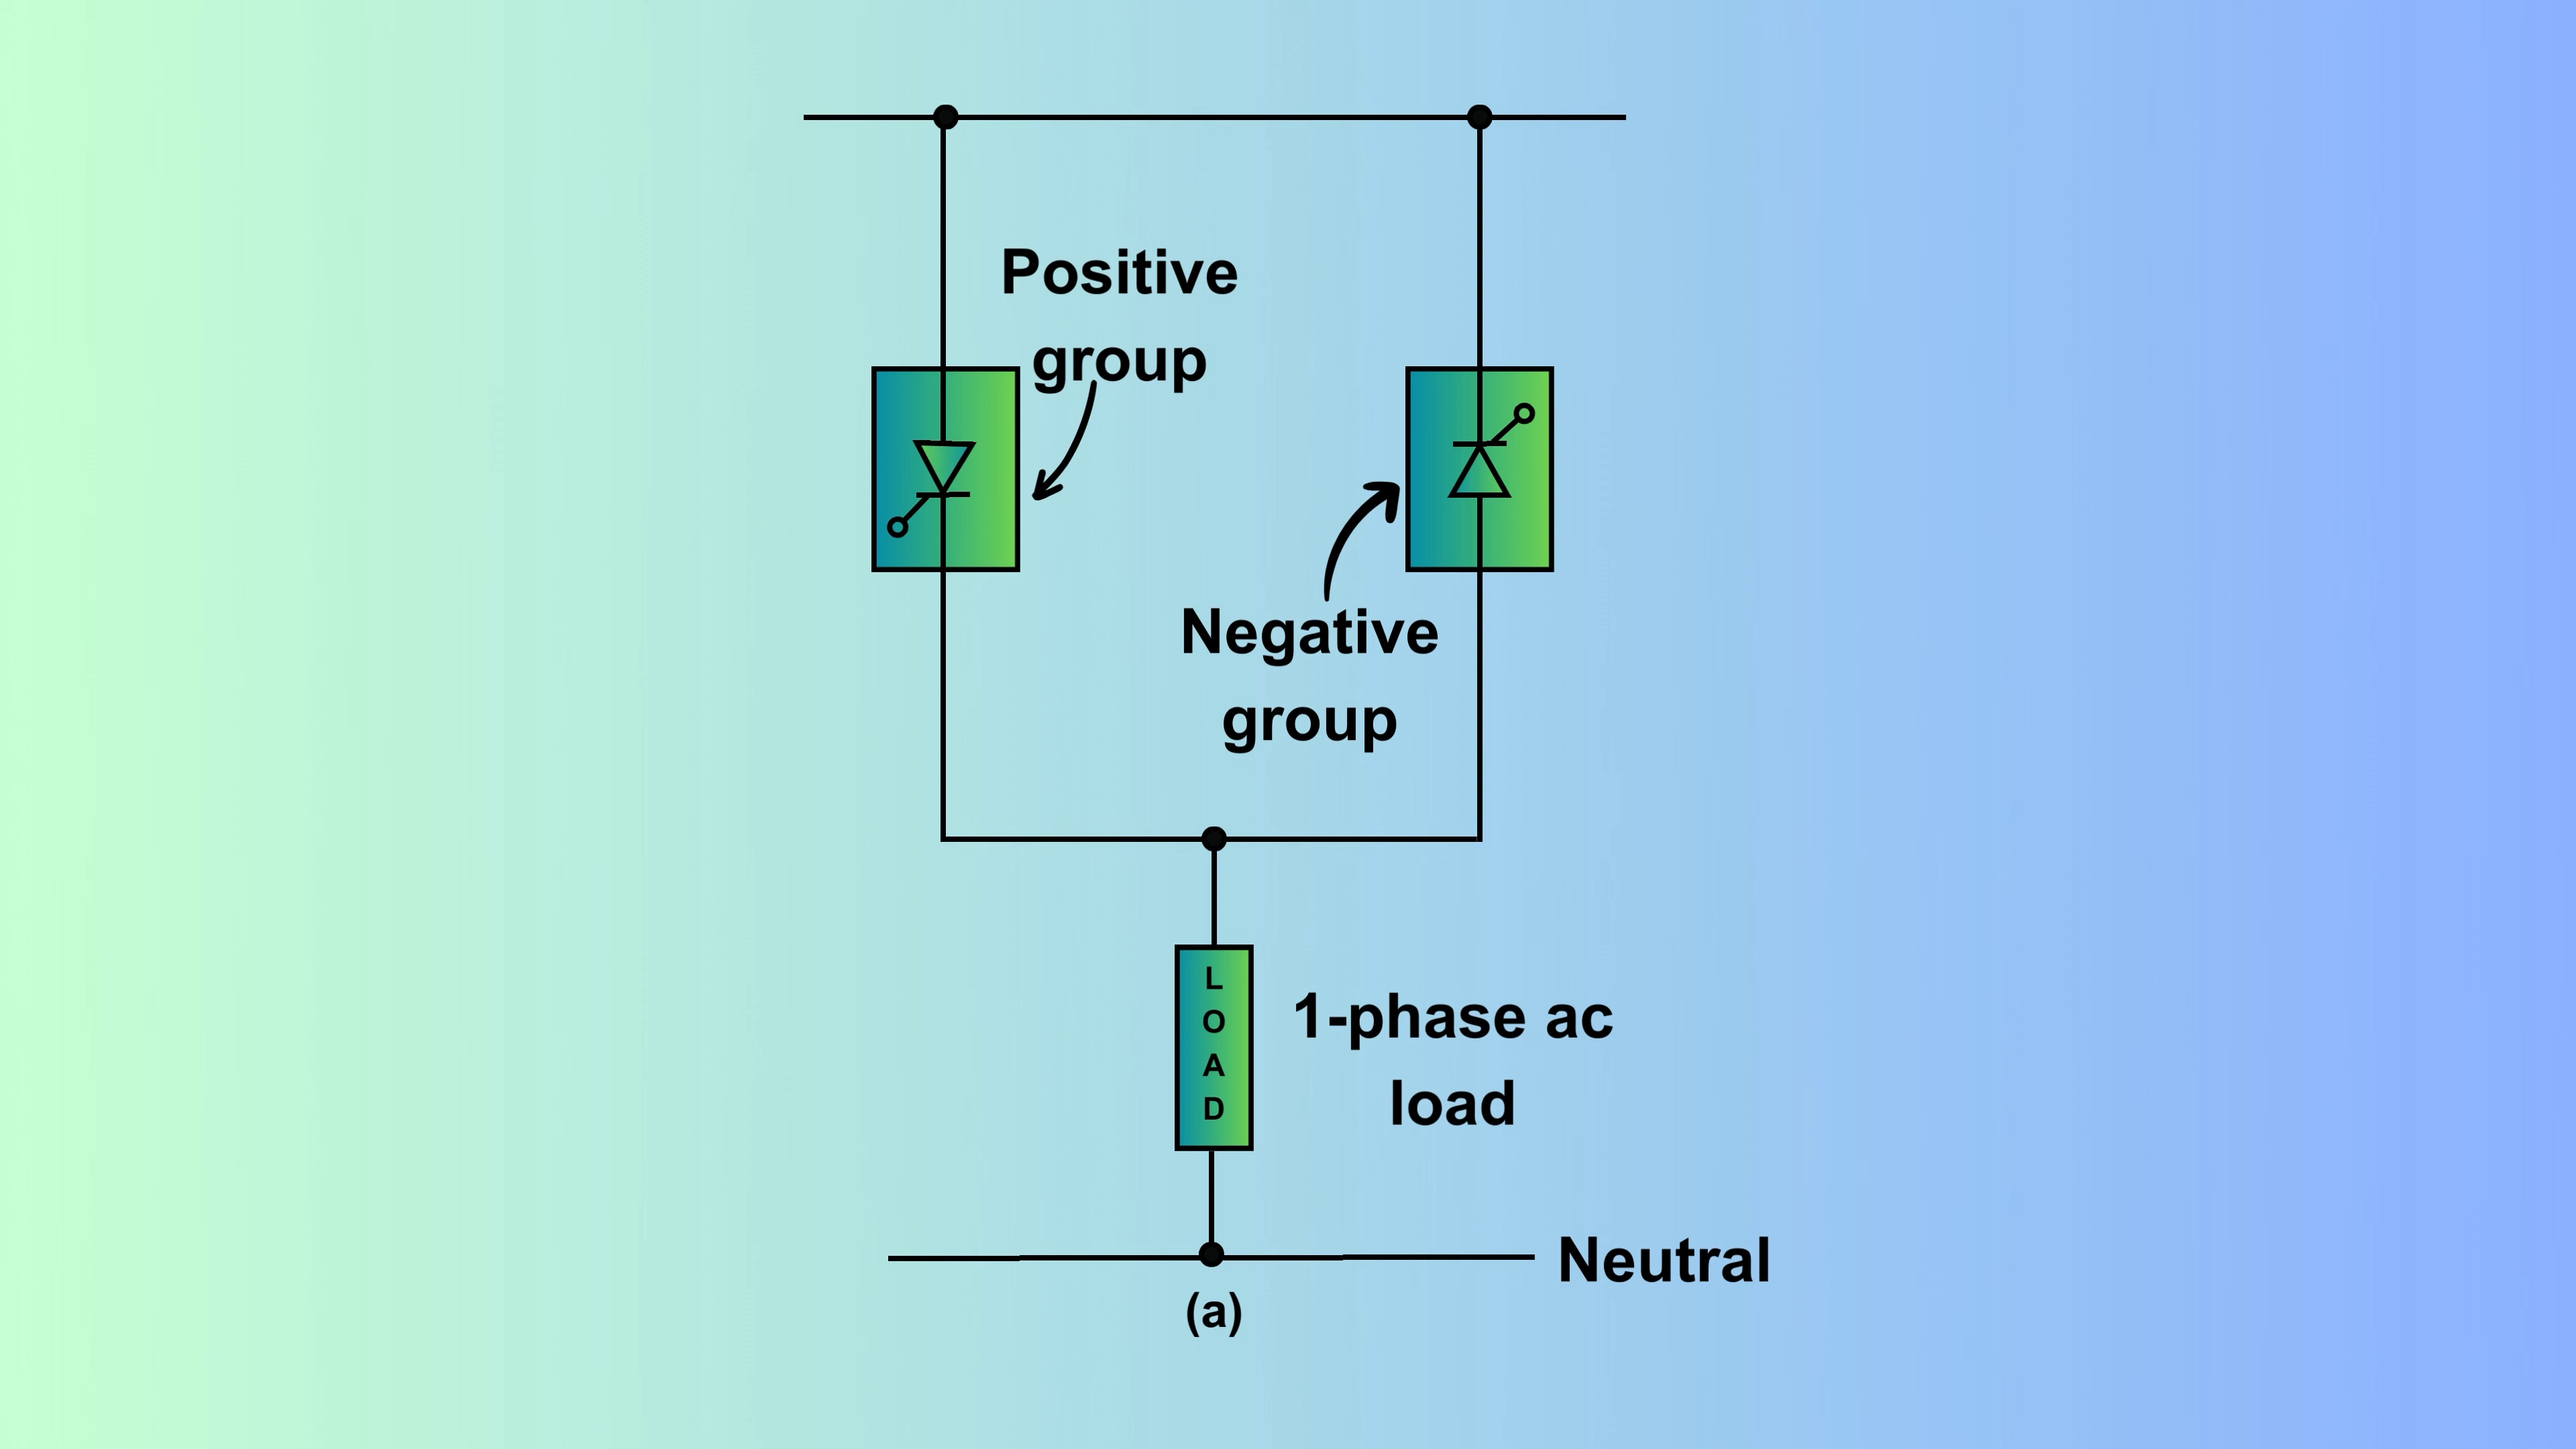 Positive
group
Negative
group
L
O
A
D
1-phase ac
load
Neutral
(a)